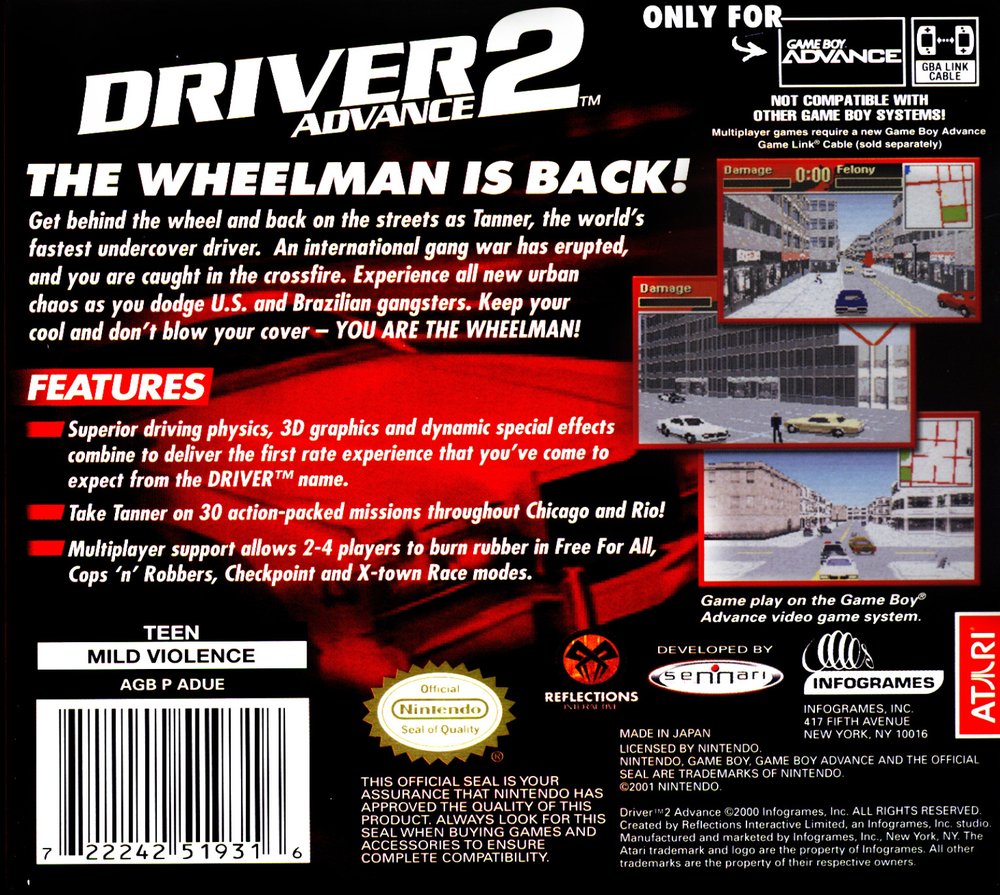 ONLY FOR
GAME BOY
ADVANCE
GBA LINK
CABLE
DRIVER 2
ADVANCE
™
NOT COMPATIBLE WITH
OTHER GAME BOY SYSTEMS!
Multiplayer games require a new Game Boy Advance
Game Link® Cable (sold separately)
THE WHEELMAN IS BACK!
Get behind the wheel and back on the streets as Tanner, the world's
fastest undercover driver. An international gang war has erupted,
and you are caught in the crossfire. Experience all new urban
chaos as you dodge U.S. and Brazilian gangsters. Keep your
cool and don't blow your cover – YOU ARE THE WHEELMAN!
Damage 0:00 Felony
Damage
FEATURES
Superior driving physics, 3D graphics and dynamic special effects
combine to deliver the first rate experience that you've come to
expect from the DRIVER™ name.
Take Tanner on 30 action-packed missions throughout Chicago and Rio!
Multiplayer support allows 2-4 players to burn rubber in Free For All,
Cops 'n' Robbers, Checkpoint and X-town Race modes.
Game play on the Game Boy®
Advance video game system.
TEEN
MILD VIOLENCE
AGB P ADUE
7 22242 51931 6
Official
Nintendo
Seal of Quality
®
THIS OFFICIAL SEAL IS YOUR
ASSURANCE THAT NINTENDO HAS
APPROVED THE QUALITY OF THIS
PRODUCT. ALWAYS LOOK FOR THIS
SEAL WHEN BUYING GAMES AND
ACCESSORIES TO ENSURE
COMPLETE COMPATIBILITY.
REFLECTIONS
INTERACTIVE
DEVELOPED BY
sennari
INFOGRAMES
INFOGRAMES, INC.
417 FIFTH AVENUE
NEW YORK, NY 10016
ATARI
MADE IN JAPAN
LICENSED BY NINTENDO.
NINTENDO, GAME BOY, GAME BOY ADVANCE AND THE OFFICIAL
SEAL ARE TRADEMARKS OF NINTENDO.
©2001 NINTENDO.
Driver™2 Advance ©2000 Infogrames, Inc. ALL RIGHTS RESERVED.
Created by Reflections Interactive Limited, an Infogrames, Inc. studio.
Manufactured and marketed by Infogrames, Inc., New York, NY. The
Atari trademark and logo are the property of Infogrames. All other
trademarks are the property of their respective owners.